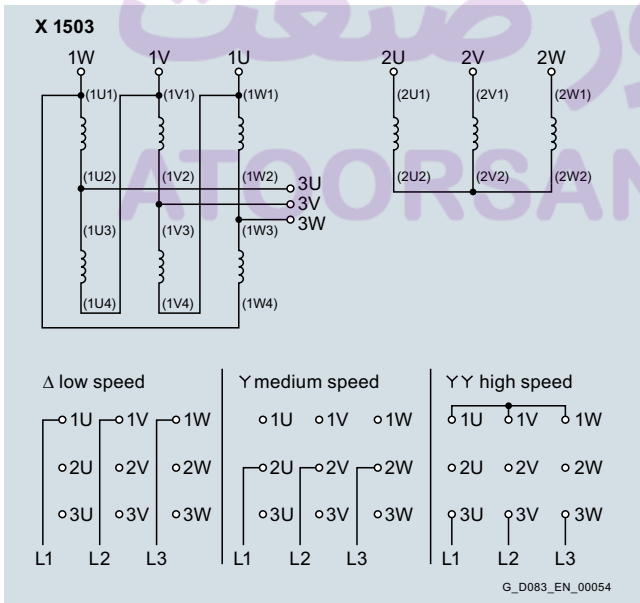 ور صنعت
ATOORSAN
X 1503
1W 1V 1U 2U 2V 2W
(1U1) (1V1) (1W1) (2U1) (2V1) (2W1)
(1U2) (1V2) (1W2) (2U2) (2V2) (2W2)
3U
3V
3W
(1U3) (1V3) (1W3)
(1U4) (1V4) (1W4)
Δ low speed
1U 1V 1W
2U 2V 2W
3U 3V 3W
L1 L2 L3
Y medium speed
1U 1V 1W
2U 2V 2W
3U 3V 3W
L1 L2 L3
YY high speed
1U 1V 1W
2U 2V 2W
3U 3V 3W
L1 L2 L3
G_D083_EN_00054